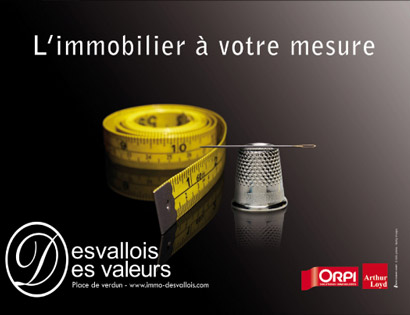 L'immobilier à votre mesure
Desvallois
Des valeurs
Place de verdun - www.immo-desvallois.com
ORPI
Arthur
Loyd